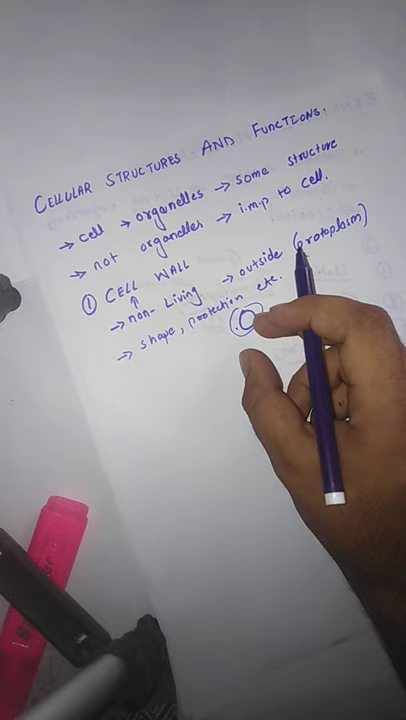 CELLULAR STRUCTURES AND FUNCTIONS.
→ cell → organelles → some structure
→ not organelles → i.m.p to cell.
① CELL WALL
→ non-Living → outside (protoplasm)
→ shape, protection etc.